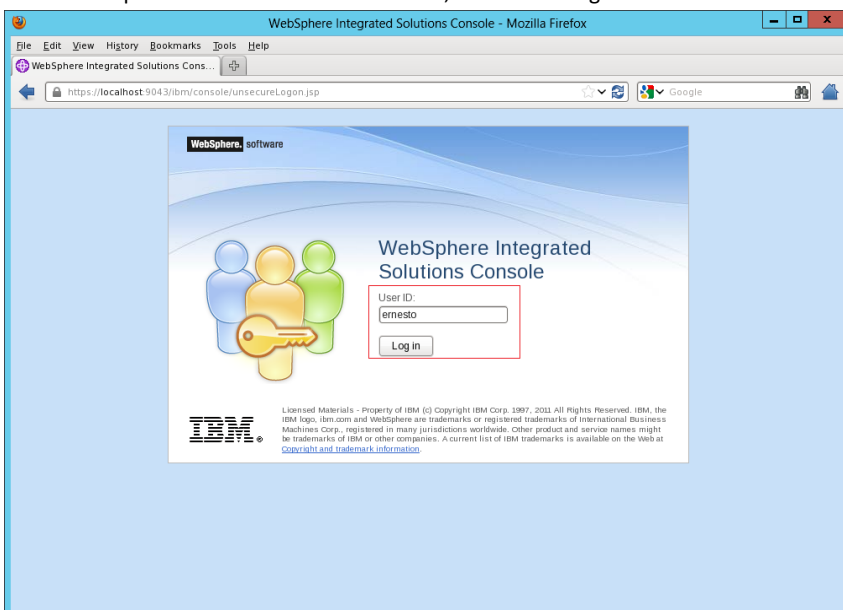 WebSphere Integrated Solutions Console - Mozilla Firefox
File Edit View History Bookmarks Tools Help
WebSphere Integrated Solutions Cons...
https://localhost:9043/ibm/console/unsecureLogon.jsp
Google
WebSphere. software
WebSphere Integrated
Solutions Console
User ID:
ernesto
Log in
IBM®
Licensed Materials - Property of IBM (c) Copyright IBM Corp. 1997, 2011 All Rights Reserved. IBM, the
IBM logo, ibm.com and WebSphere are trademarks or registered trademarks of International Business
Machines Corp., registered in many jurisdictions worldwide. Other product and service names might
be trademarks of IBM or other companies. A current list of IBM trademarks is available on the Web at
Copyright and trademark information.